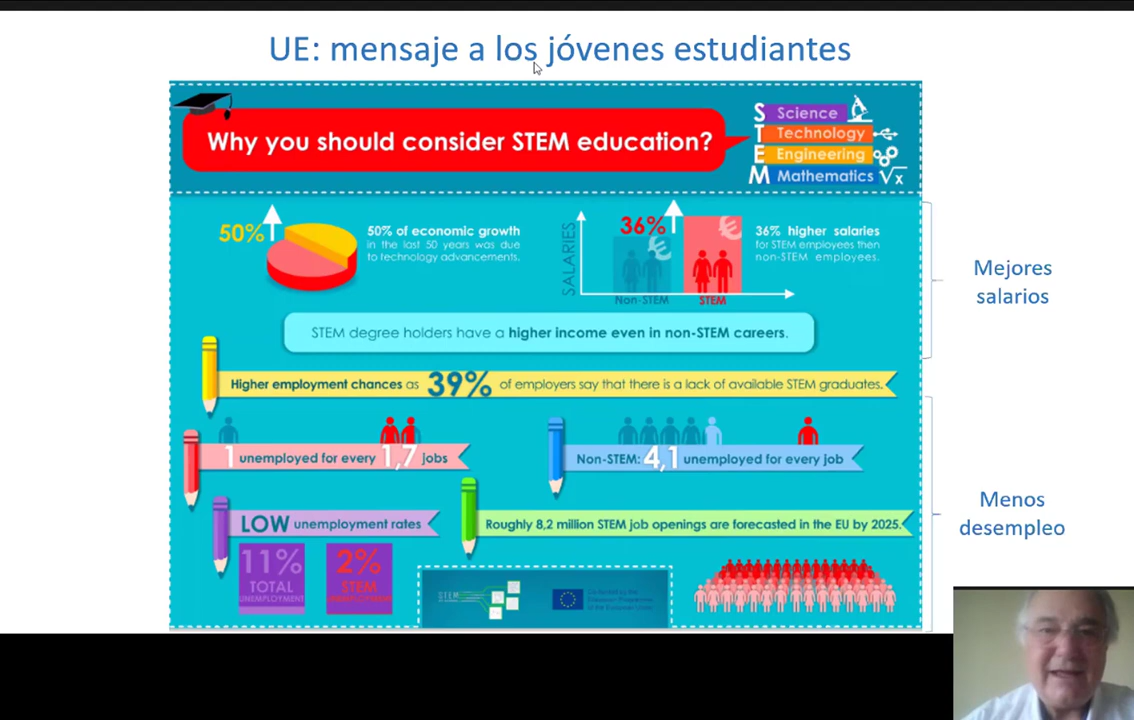 UE: mensaje a los jóvenes estudiantes
Why you should consider STEM education?
S Science
T Technology
E Engineering
M Mathematics √x
50%
50% of economic growth
in the last 50 years was due
to technology advancements.
SALARIES
36%
Non-STEM
STEM
36% higher salaries
for STEM employees then
non-STEM employees.
Mejores
salarios
STEM degree holders have a higher income even in non-STEM careers.
Higher employment chances as 39% of employers say that there is a lack of available STEM graduates.
1 unemployed for every 1,7 jobs
Non-STEM: 4,1 unemployed for every job
Menos
desempleo
LOW unemployment rates
Roughly 8,2 million STEM job openings are forecasted in the EU by 2025.
11%
TOTAL
UNEMPLOYMENT
2%
STEM
STEM